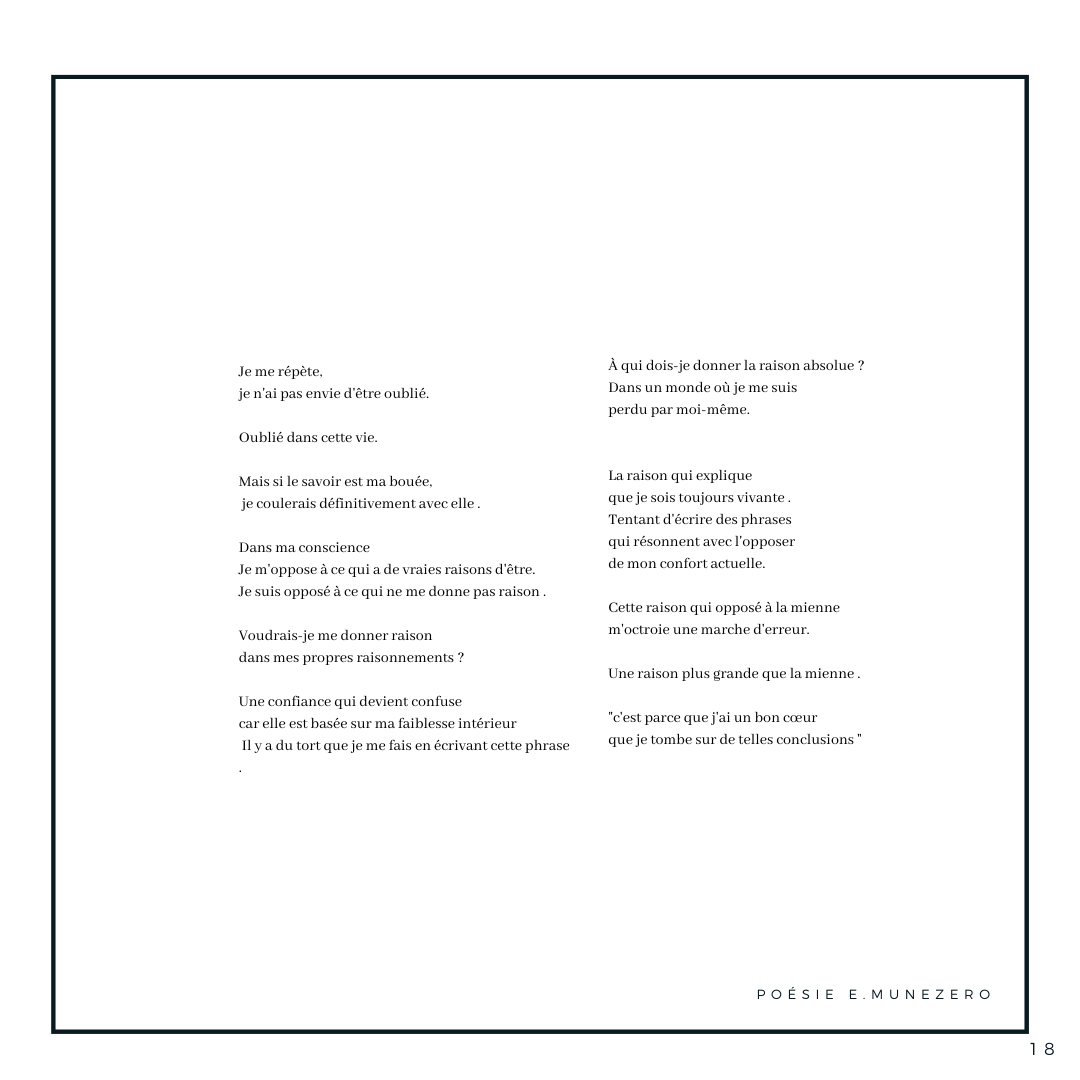 Je me répète,
je n'ai pas envie d'être oublié.
Oublié dans cette vie.
Mais si le savoir est ma bouée,
je coulerais définitivement avec elle .
Dans ma conscience
Je m'oppose à ce qui a de vraies raisons d'être.
Je suis opposé à ce qui ne me donne pas raison .
Voudrais-je me donner raison
dans mes propres raisonnements ?
Une confiance qui devient confuse
car elle est basée sur ma faiblesse intérieur
Il y a du tort que je me fais en écrivant cette phrase
.
À qui dois-je donner la raison absolue ?
Dans un monde où je me suis
perdu par moi-même.
La raison qui explique
que je sois toujours vivante .
Tentant d'écrire des phrases
qui résonnent avec l'opposer
de mon confort actuelle.
Cette raison qui opposé à la mienne
m'octroie une marche d'erreur.
Une raison plus grande que la mienne .
"c'est parce que j'ai un bon cœur
que je tombe sur de telles conclusions "
POÉSIE E.MUNEZERO
18